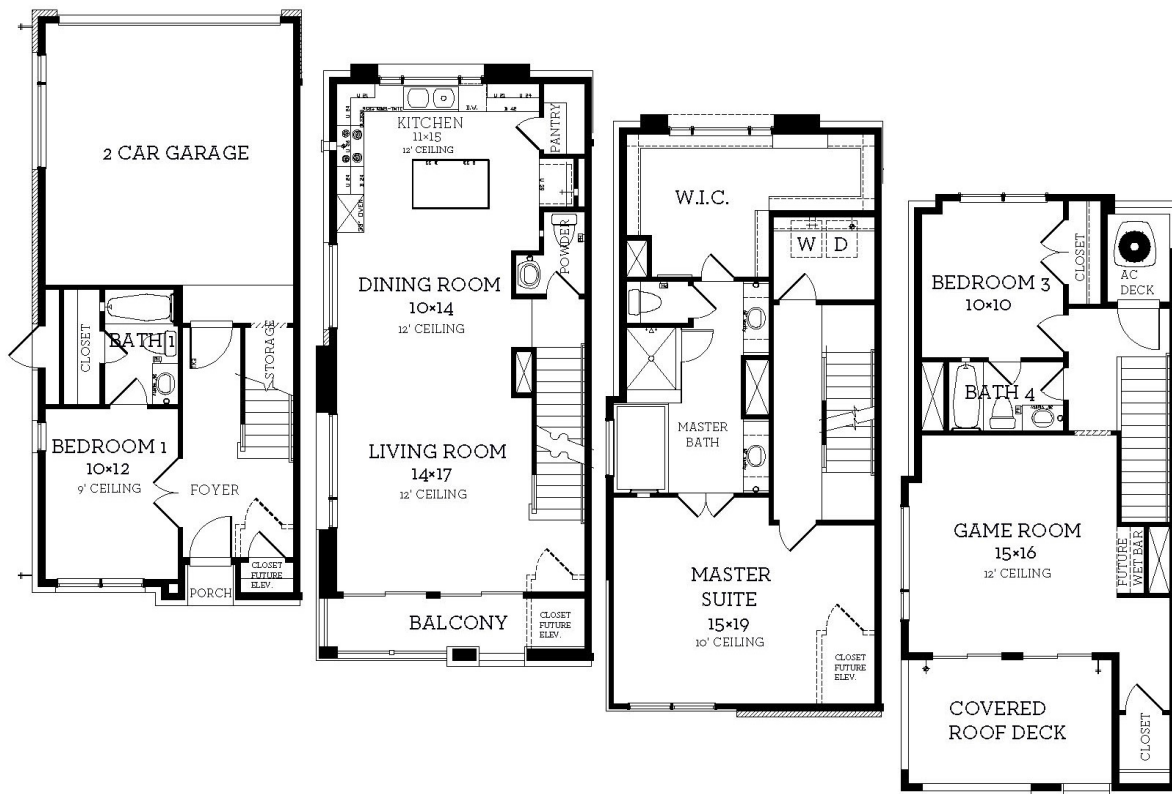 2 CAR GARAGE
CLOSET
BATH 1
STORAGE
BEDROOM 1
10×12
9' CEILING
FOYER
CLOSET
FUTURE
ELEV.
PORCH
KITCHEN
11×15
12' CEILING
PANTRY
D.W.
POWDER
DINING ROOM
10×14
12' CEILING
LIVING ROOM
14×17
12' CEILING
BALCONY
CLOSET
FUTURE
ELEV.
W.I.C.
W D
MASTER
BATH
MASTER
SUITE
15×19
10' CEILING
CLOSET
FUTURE
ELEV.
BEDROOM 3
10×10
CLOSET
AC
DECK
BATH 4
GAME ROOM
15×16
12' CEILING
FUTURE
WET BAR
COVERED
ROOF DECK
CLOSET